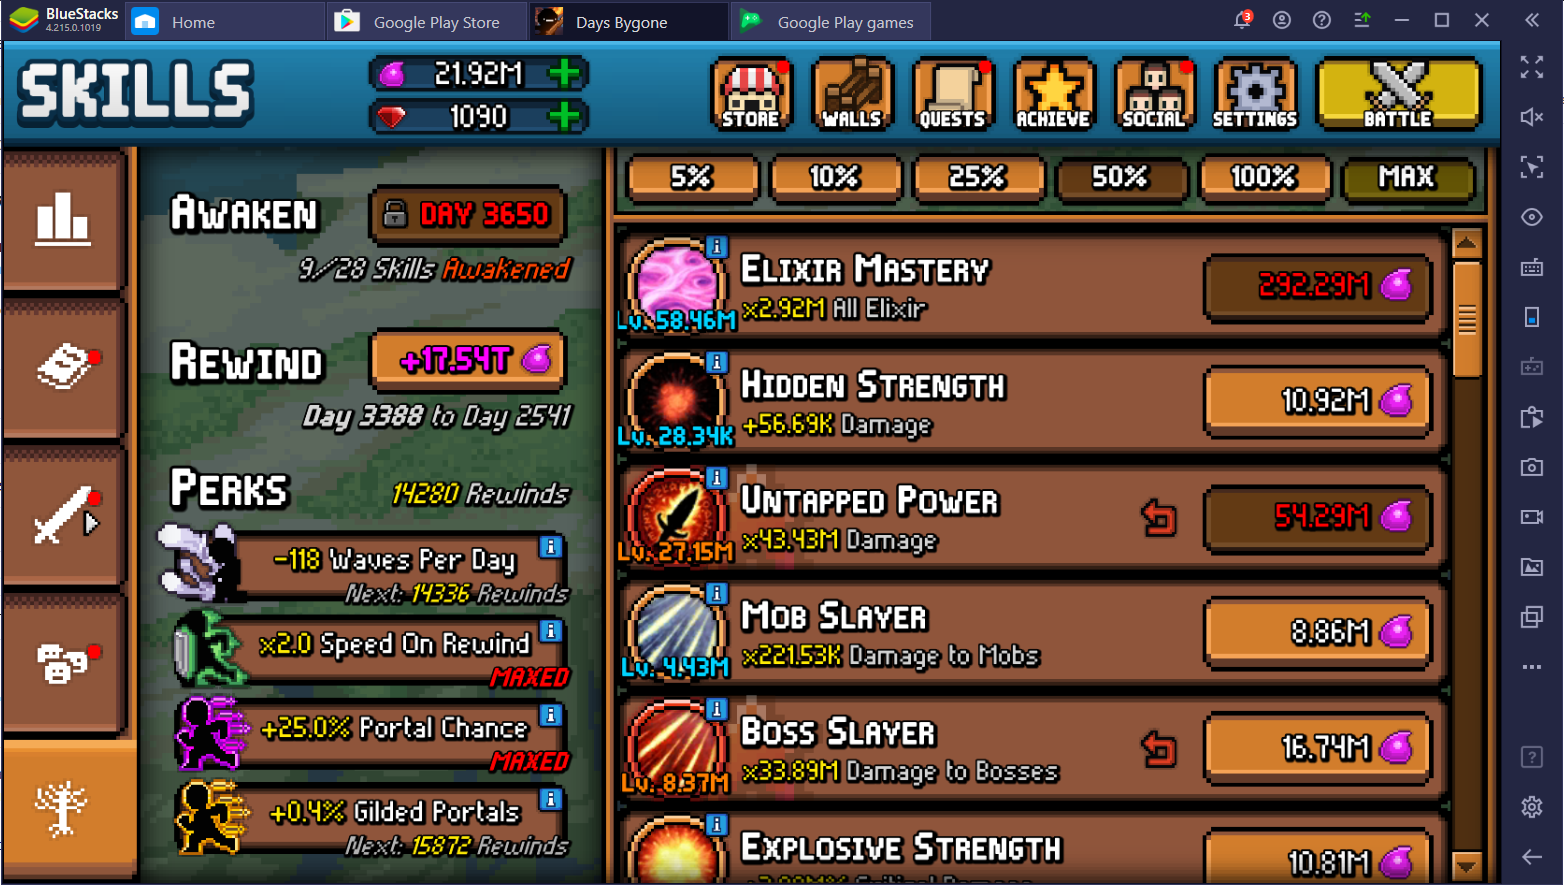 BlueStacks
4.215.0.1019
Home
Google Play Store
Days Bygone
Google Play games
3
SKILLS
21.92M
1090
STORE
WALLS
QUESTS
ACHIEVE
SOCIAL
SETTINGS
BATTLE
5%
10%
25%
50%
100%
MAX
AWAKEN
DAY 3650
9/28 Skills Awakened
REWIND
+17.54T
Day 3388 to Day 2541
PERKS
14280 Rewinds
-118 Waves Per Day
Next: 14336 Rewinds
x2.0 Speed On Rewind
MAXED
+25.0% Portal Chance
MAXED
+0.4% Gilded Portals
Next: 15872 Rewinds
ELIXIR MASTERY
x2.92M All Elixir
Lv. 58.46M
292.29M
HIDDEN STRENGTH
+56.69K Damage
Lv. 28.34K
10.92M
UNTAPPED POWER
x43.43M Damage
Lv. 27.15M
54.29M
MOB SLAYER
x221.53K Damage to Mobs
Lv. 4.43M
8.86M
BOSS SLAYER
x33.89M Damage to Bosses
Lv. 8.37M
16.74M
EXPLOSIVE STRENGTH
10.81M